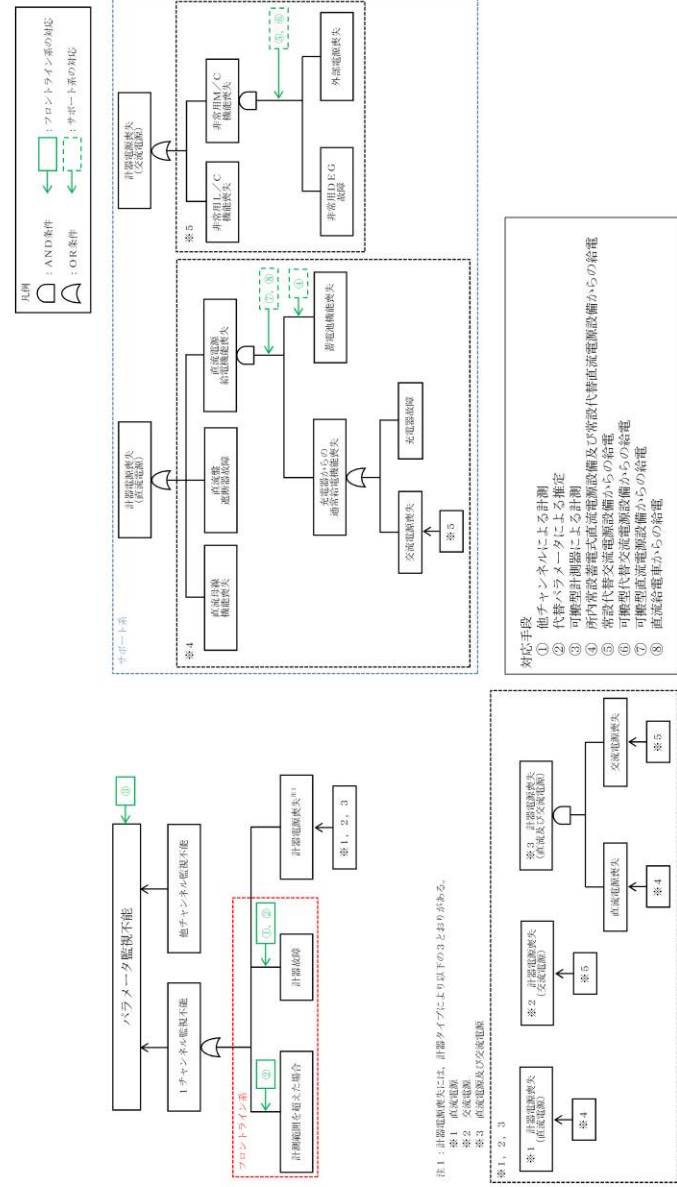 凡例
：AND条件
：OR条件
：フロントライン系の対応
：サポート系の対応
パラメータ監視不能
③
1チャンネル監視不能
他チャンネル監視不能
フロントライン系
②
①, ②
計測範囲を超えた場合
計器故障
計器電源喪失※1
※1, 2, 3
サポート系
計器電源喪失
（直流電源）
※4
直流母線
機能喪失
直流盤
遮断器故障
直流電源
給電機能喪失
⑦, ⑧
④
充電器からの
通常給電機能喪失
蓄電池機能喪失
交流電源喪失
充電器故障
※5
計器電源喪失
（交流電源）
※5
非常用L／C
機能喪失
非常用M／C
機能喪失
⑤, ⑥
非常用DEG
故障
外部電源喪失
注1：計器電源喪失には、計器タイプにより以下の3とおりがある。
※1 直流電源
※2 交流電源
※3 直流電源及び交流電源
※1, 2, 3
※1 計器電源喪失
（直流電源）
※4
※2 計器電源喪失
（交流電源）
※5
※3 計器電源喪失
（直流及び交流電源）
直流電源喪失
交流電源喪失
※4
※5
対応手段
① 他チャンネルによる計測
② 代替パラメータによる推定
③ 可搬型計測器による計測
④ 所内常設蓄電式直流電源設備及び常設代替直流電源設備からの給電
⑤ 常設代替交流電源設備からの給電
⑥ 可搬型代替交流電源設備からの給電
⑦ 可搬型直流電源設備からの給電
⑧ 直流給電車からの給電